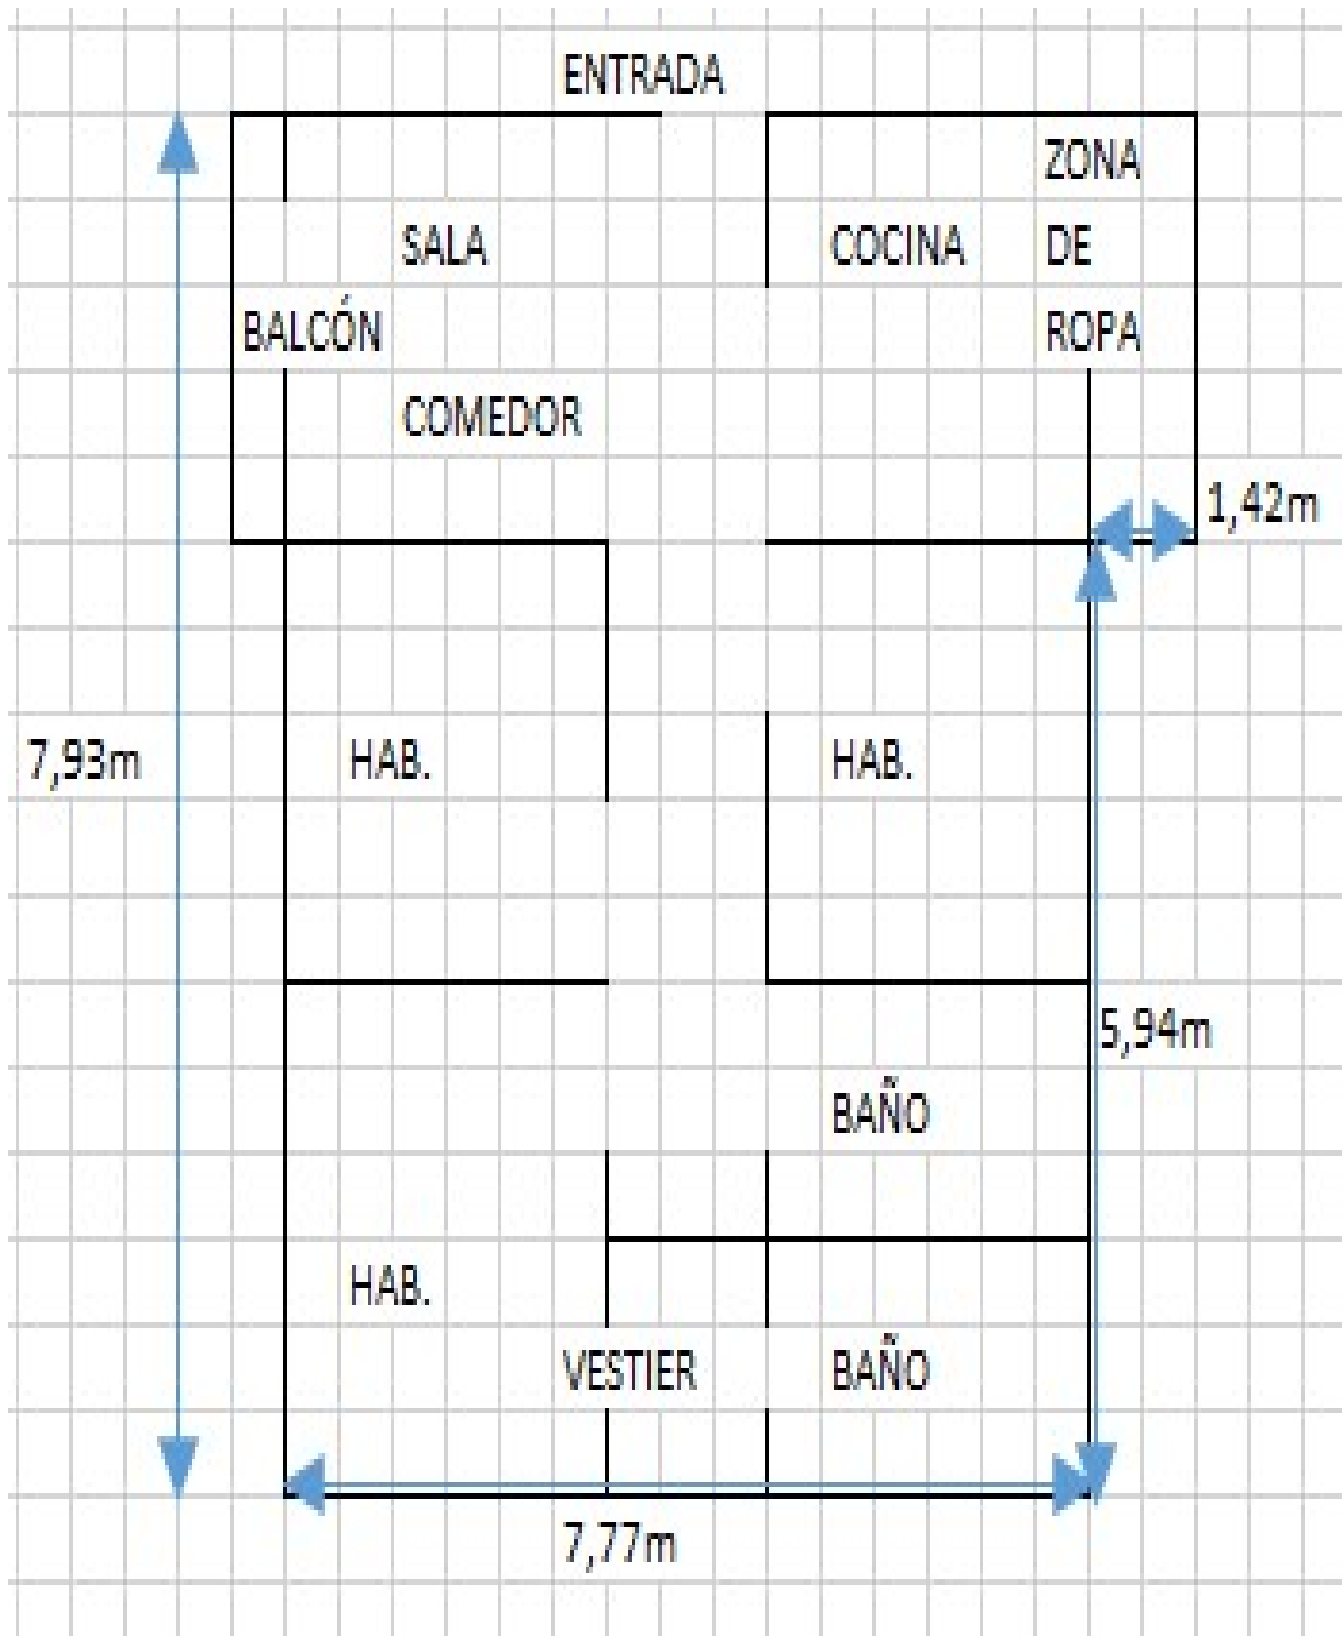 ENTRADA
ZONA
SALA
COCINA
DE
BALCÓN
ROPA
COMEDOR
1,42m
7,93m
HAB.
HAB.
5,94m
BAÑO
HAB.
VESTIER
BAÑO
7,77m